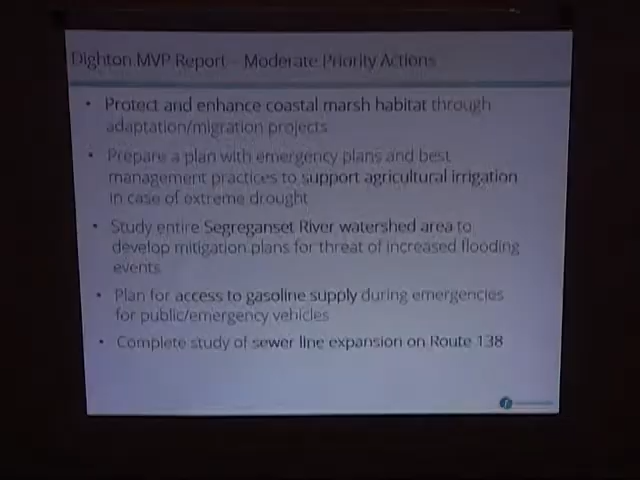 Dighton MVP Report - Moderate Priority Actions
• Protect and enhance coastal marsh habitat through
adaptation/migration projects
• Prepare a plan with emergency plans and best
management practices to support agricultural irrigation
in case of extreme drought
• Study entire Segreganset River watershed area to
develop mitigation plans for threat of increased flooding
events
• Plan for access to gasoline supply during emergencies
for public/emergency vehicles
• Complete study of sewer line expansion on Route 138